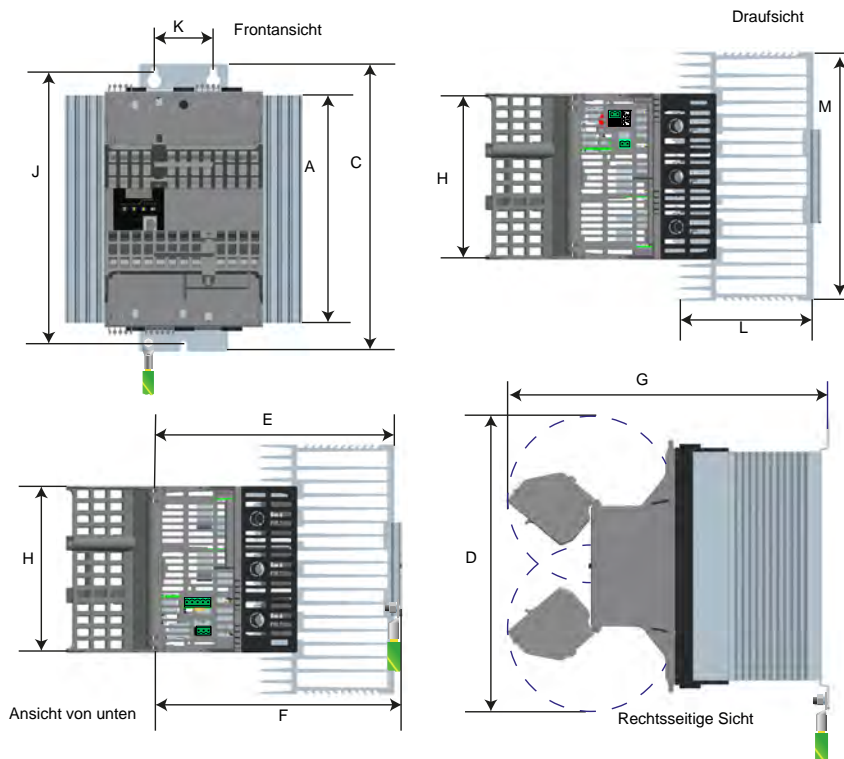 K
Frontansicht
J
A
C
Draufsicht
H
M
L
E
H
F
Ansicht von unten
G
D
Rechtsseitige Sicht